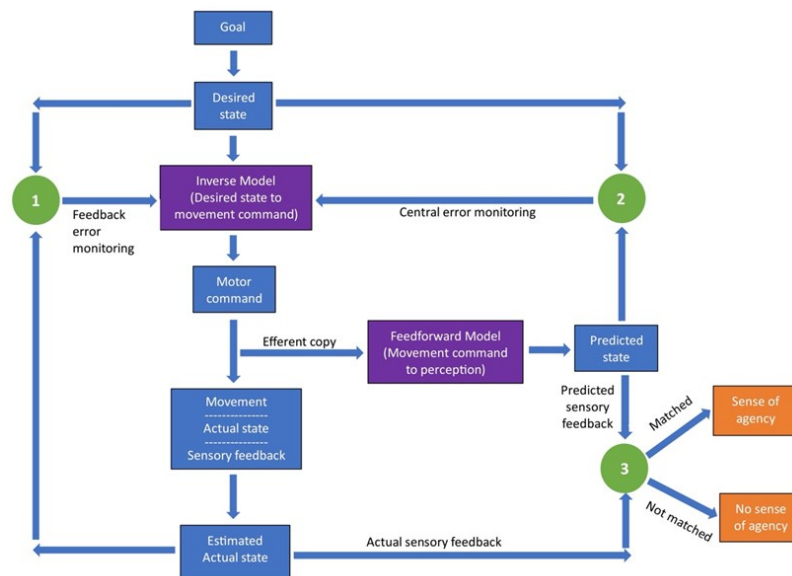 Goal
Desired
state
1
Feedback
error
monitoring
Inverse Model
(Desired state to
movement command)
Central error monitoring
2
Motor
command
Efferent copy
Feedforward Model
(Movement command
to perception)
Predicted
state
Predicted
sensory
feedback
Movement
---------------
Actual state
---------------
Sensory feedback
3
Matched
Sense of
agency
Not matched
No sense
of agency
Estimated
Actual state
Actual sensory feedback